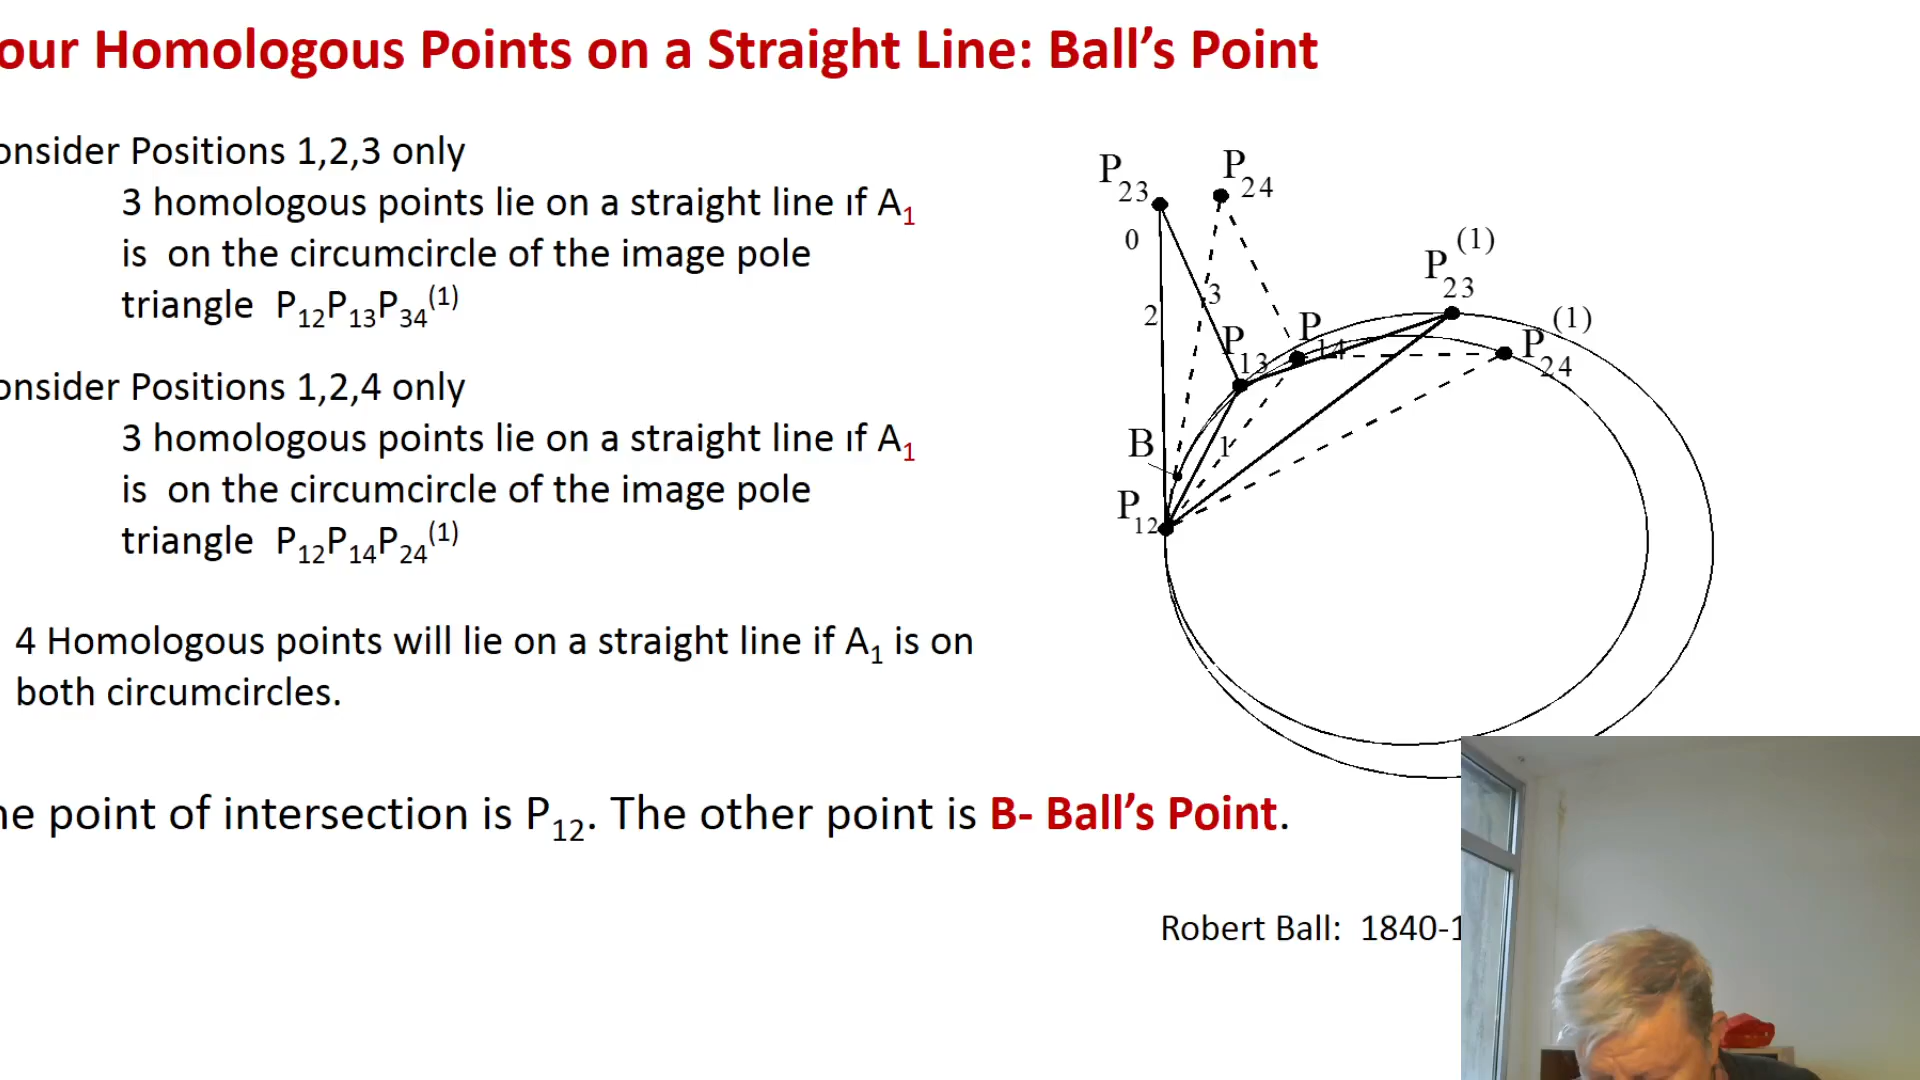 our Homologous Points on a Straight Line: Ball’s Point
onsider Positions 1,2,3 only
3 homologous points lie on a straight line ıf A1
is on the circumcircle of the image pole
triangle P12P13P34(1)
onsider Positions 1,2,4 only
3 homologous points lie on a straight line ıf A1
is on the circumcircle of the image pole
triangle P12P14P24(1)
4 Homologous points will lie on a straight line if A1 is on
both circumcircles.
ne point of intersection is P12. The other point is B- Ball’s Point.
Robert Ball: 1840-1
P23
P24
0
P23(1)
3
2
P14
P24(1)
P13
B
1
P12